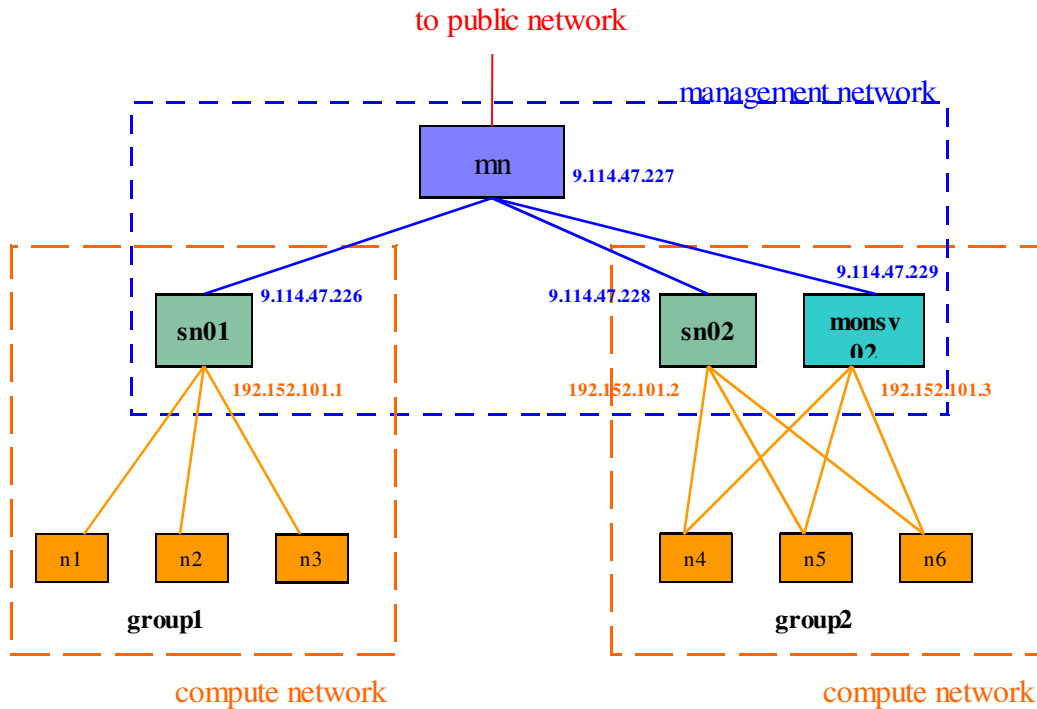 to public network
management network
mn
9.114.47.227
9.114.47.229
9.114.47.226
9.114.47.228
sn01
sn02
monsv
02
192.152.101.1
192.152.101.2
192.152.101.3
n1
n2
n3
n4
n5
n6
group1
group2
compute network
compute network